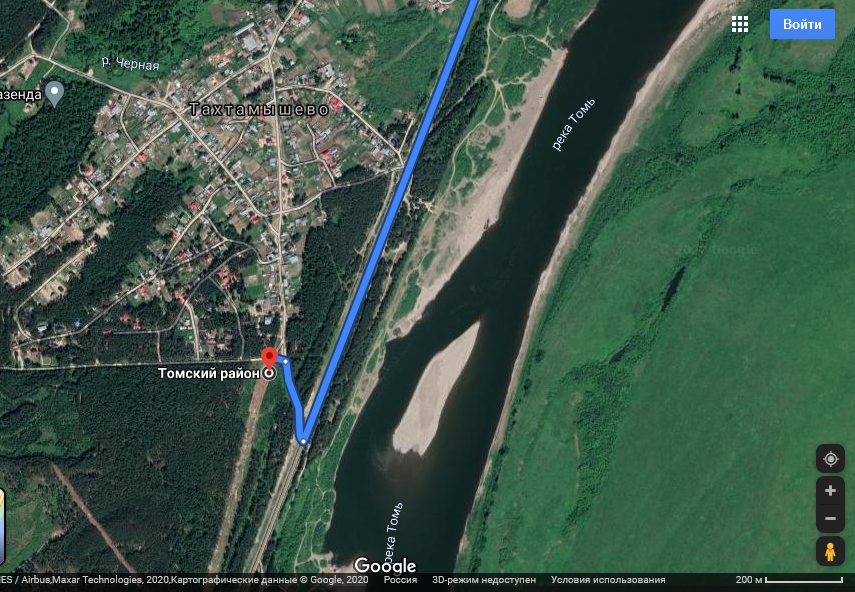 Войти
р. Черная
азенда
Тахтамышево
река Томь
Томский район
река Томь
Google
ES / Airbus,Maxar Technologies, 2020,Картографические данные © Google, 2020
Россия
3D-режим недоступен
Условия использования
200 м